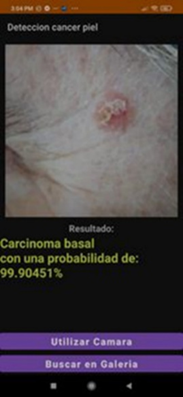 3:04 PM
Deteccion cancer piel
Resultado:
Carcinoma basal
con una probabilidad de:
99.90451%
Utilizar Camara
Buscar en Galeria